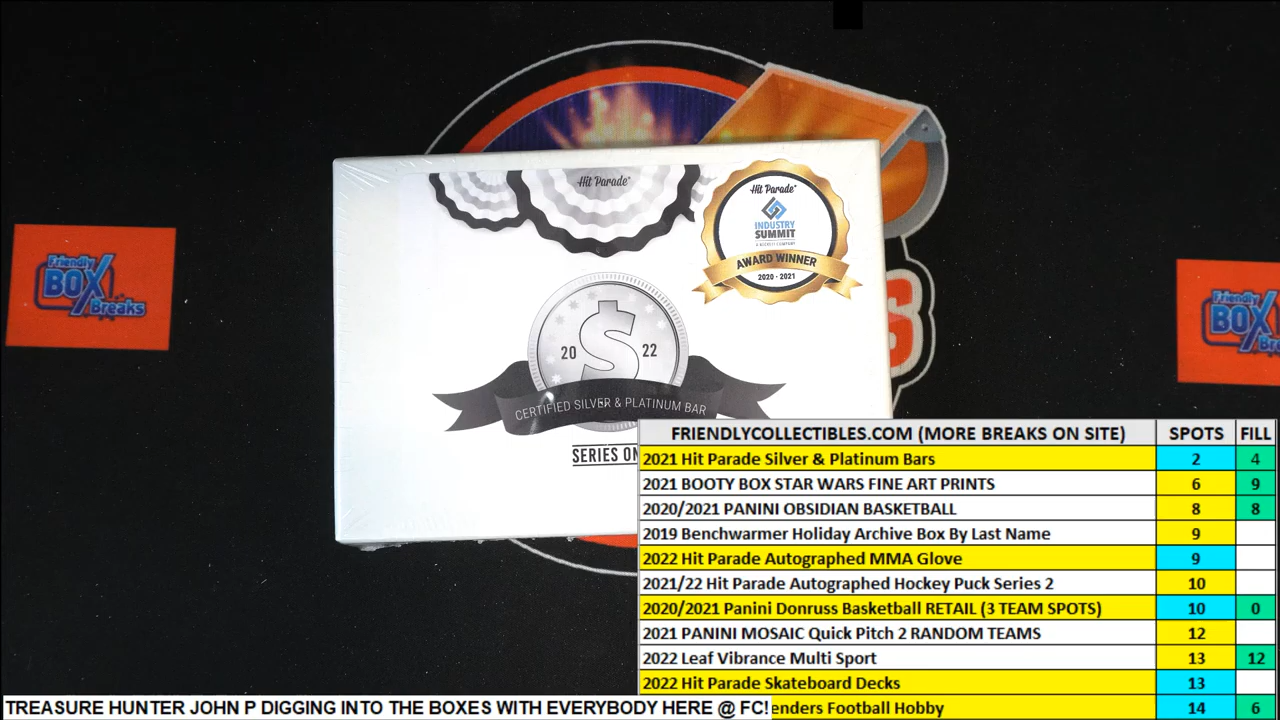 Hit Parade®
Hit Parade®
INDUSTRY
SUMMIT
AWARD WINNER
2020 - 2021
20 $ 22
CERTIFIED SILVER & PLATINUM BAR
SERIES ON
Friendly
BOX
Breaks
Friendly
BOX
Bre
S
FRIENDLYCOLLECTIBLES.COM (MORE BREAKS ON SITE) SPOTS FILL
2021 Hit Parade Silver & Platinum Bars 2 4
2021 BOOTY BOX STAR WARS FINE ART PRINTS 6 9
2020/2021 PANINI OBSIDIAN BASKETBALL 8 8
2019 Benchwarmer Holiday Archive Box By Last Name 9
2022 Hit Parade Autographed MMA Glove 9
2021/22 Hit Parade Autographed Hockey Puck Series 2 10
2020/2021 Panini Donruss Basketball RETAIL (3 TEAM SPOTS) 10 0
2021 PANINI MOSAIC Quick Pitch 2 RANDOM TEAMS 12
2022 Leaf Vibrance Multi Sport 13 12
2022 Hit Parade Skateboard Decks 13
enders Football Hobby 14 6
TREASURE HUNTER JOHN P DIGGING INTO THE BOXES WITH EVERYBODY HERE @ FC!